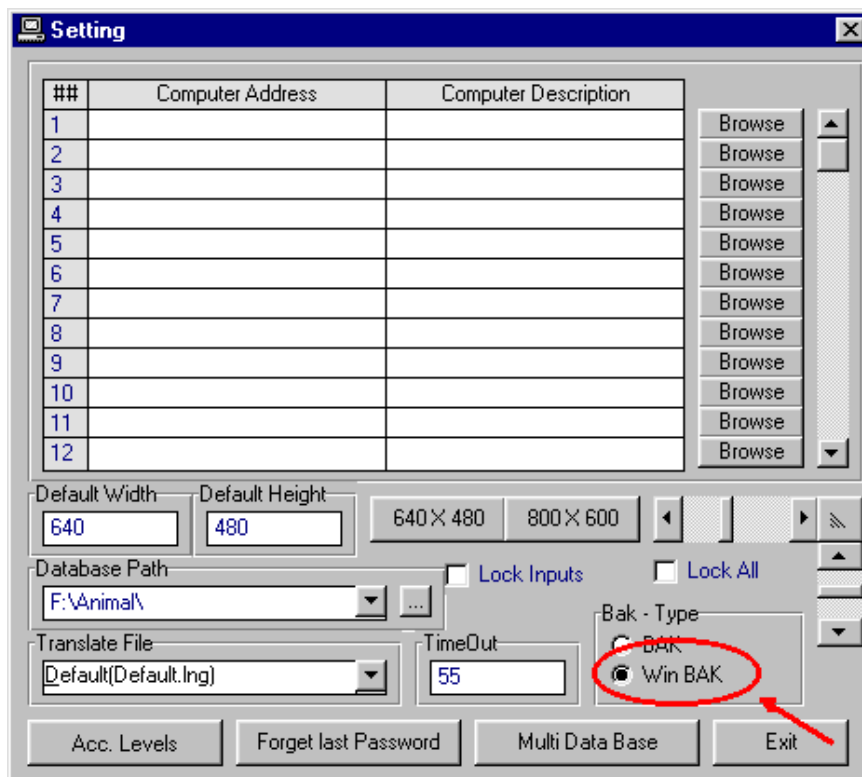 Setting
## Computer Address Computer Description
1 Browse
2 Browse
3 Browse
4 Browse
5 Browse
6 Browse
7 Browse
8 Browse
9 Browse
10 Browse
11 Browse
12 Browse
Default Width Default Height
640 480 640 X 480 800 X 600
Database Path Lock Inputs Lock All
F:\Animal\ ...
Bak - Type
Translate File TimeOut BAK
Default(Default.lng) 55 Win BAK
Acc. Levels Forget last Password Multi Data Base Exit